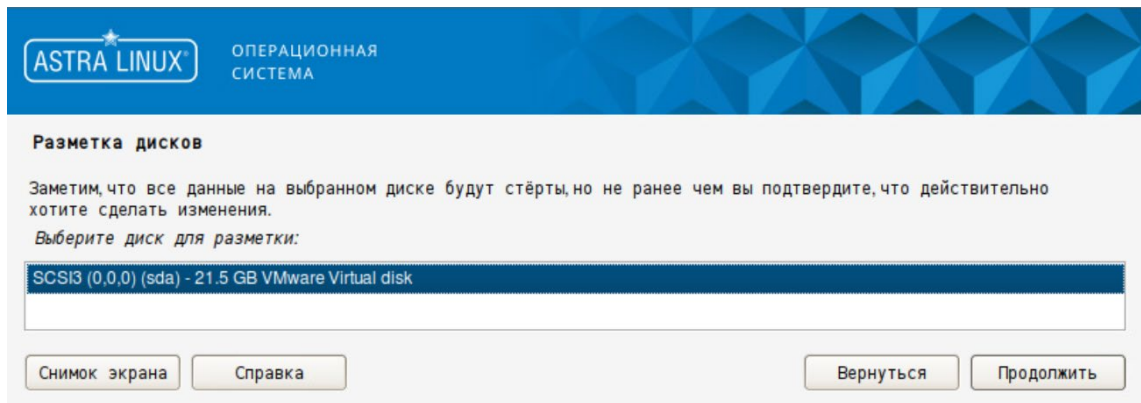 ASTRA LINUX®
ОПЕРАЦИОННАЯ
СИСТЕМА
Разметка дисков
Заметим, что все данные на выбранном диске будут стёрты, но не ранее чем вы подтвердите, что действительно
хотите сделать изменения.
Выберите диск для разметки:
SCSI3 (0,0,0) (sda) - 21.5 GB VMware Virtual disk
Снимок экрана Справка Вернуться Продолжить